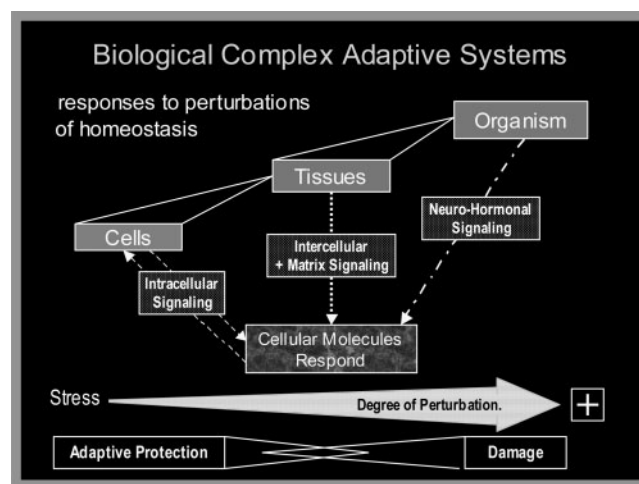 Biological Complex Adaptive Systems
responses to perturbations
of homeostasis
Organism
Tissues
Neuro-Hormonal
Signaling
Cells
Intercellular
+ Matrix Signaling
Intracellular
Signaling
Cellular Molecules
Respond
Stress
Degree of Perturbation.
+
Adaptive Protection
Damage